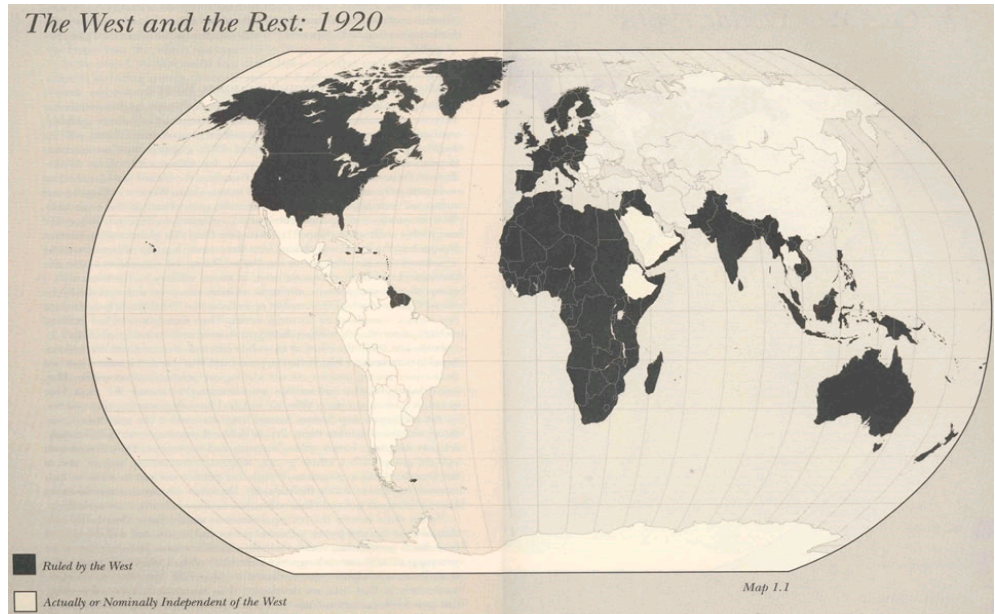 The West and the Rest: 1920
Ruled by the West
Actually or Nominally Independent of the West
Map 1.1